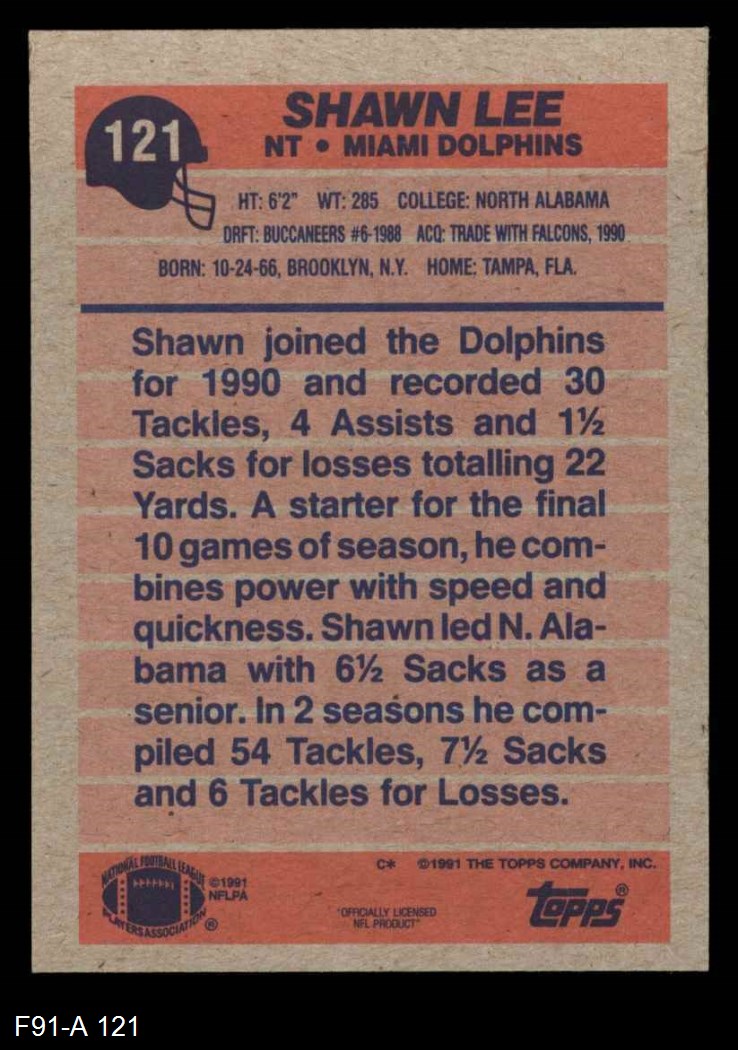 121
SHAWN LEE
NT • MIAMI DOLPHINS
HT: 6'2" WT: 285 COLLEGE: NORTH ALABAMA
DRFT: BUCCANEERS #6-1988 ACQ: TRADE WITH FALCONS, 1990
BORN: 10-24-66, BROOKLYN, N.Y. HOME: TAMPA, FLA.
Shawn joined the Dolphins
for 1990 and recorded 30
Tackles, 4 Assists and 1½
Sacks for losses totalling 22
Yards. A starter for the final
10 games of season, he com-
bines power with speed and
quickness. Shawn led N. Ala-
bama with 6½ Sacks as a
senior. In 2 seasons he com-
piled 54 Tackles, 7½ Sacks
and 6 Tackles for Losses.
C* ©1991 THE TOPPS COMPANY, INC.
NATIONAL FOOTBALL LEAGUE
PLAYERS ASSOCIATION ®
©1991
NFLPA
"OFFICIALLY LICENSED
NFL PRODUCT"
topps®
F91-A 121